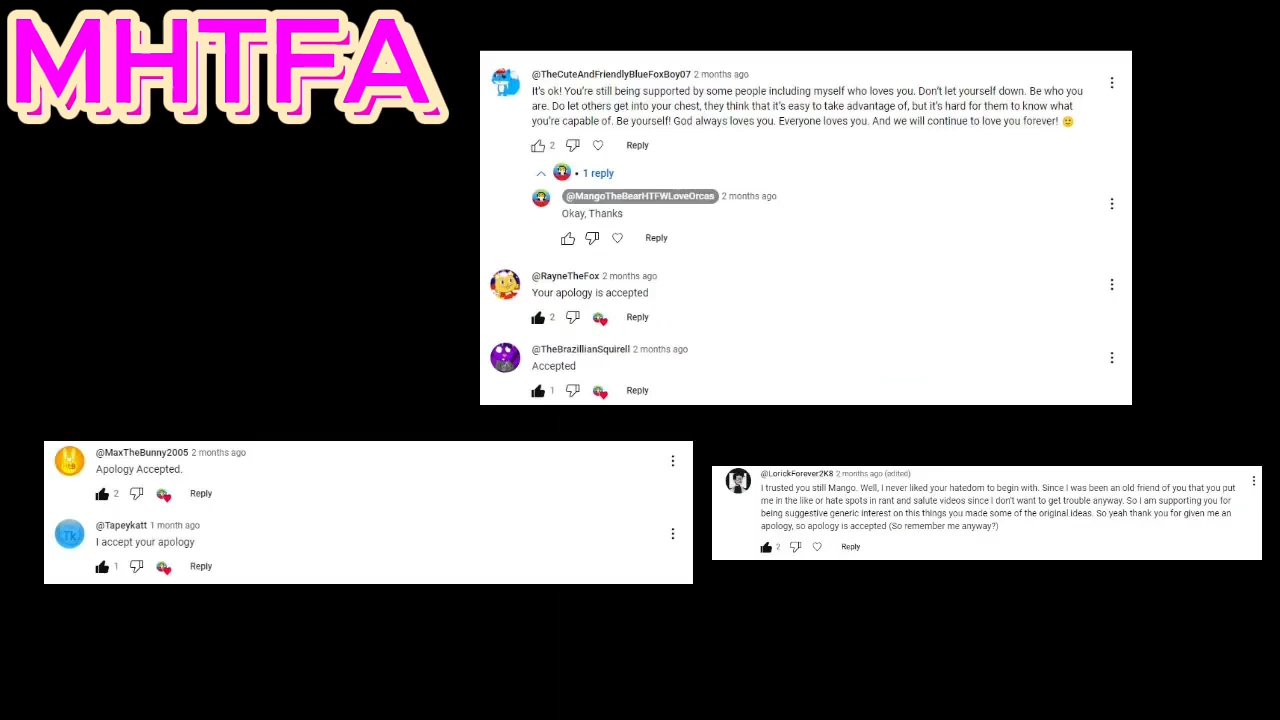 MHTFA
@TheCuteAndFriendlyBlueFoxBoy07 2 months ago
It's ok! You're still being supported by some people including myself who loves you. Don't let yourself down. Be who you
are. Do let others get into your chest, they think that it's easy to take advantage of, but it's hard for them to know what
you're capable of. Be yourself! God always loves you. Everyone loves you. And we will continue to love you forever! 🙂
2 Reply
• 1 reply
@MangoTheBearHTFWLoveOrcas 2 months ago
Okay, Thanks
Reply
@RayneTheFox 2 months ago
Your apology is accepted
2 Reply
@TheBrazillianSquirell 2 months ago
Accepted
1 Reply
@MaxTheBunny2005 2 months ago
Apology Accepted.
2 Reply
Tk
@Tapeykatt 1 month ago
I accept your apology
1 Reply
@LorickForever2K8 2 months ago (edited)
I trusted you still Mango. Well, I never liked your hatedom to begin with. Since I was been an old friend of you that you put
me in the like or hate spots in rant and salute videos since I don't want to get trouble anyway. So I am supporting you for
being suggestive generic interest on this things you made some of the original ideas. So yeah thank you for given me an
apology, so apology is accepted (So remember me anyway?)
2 Reply